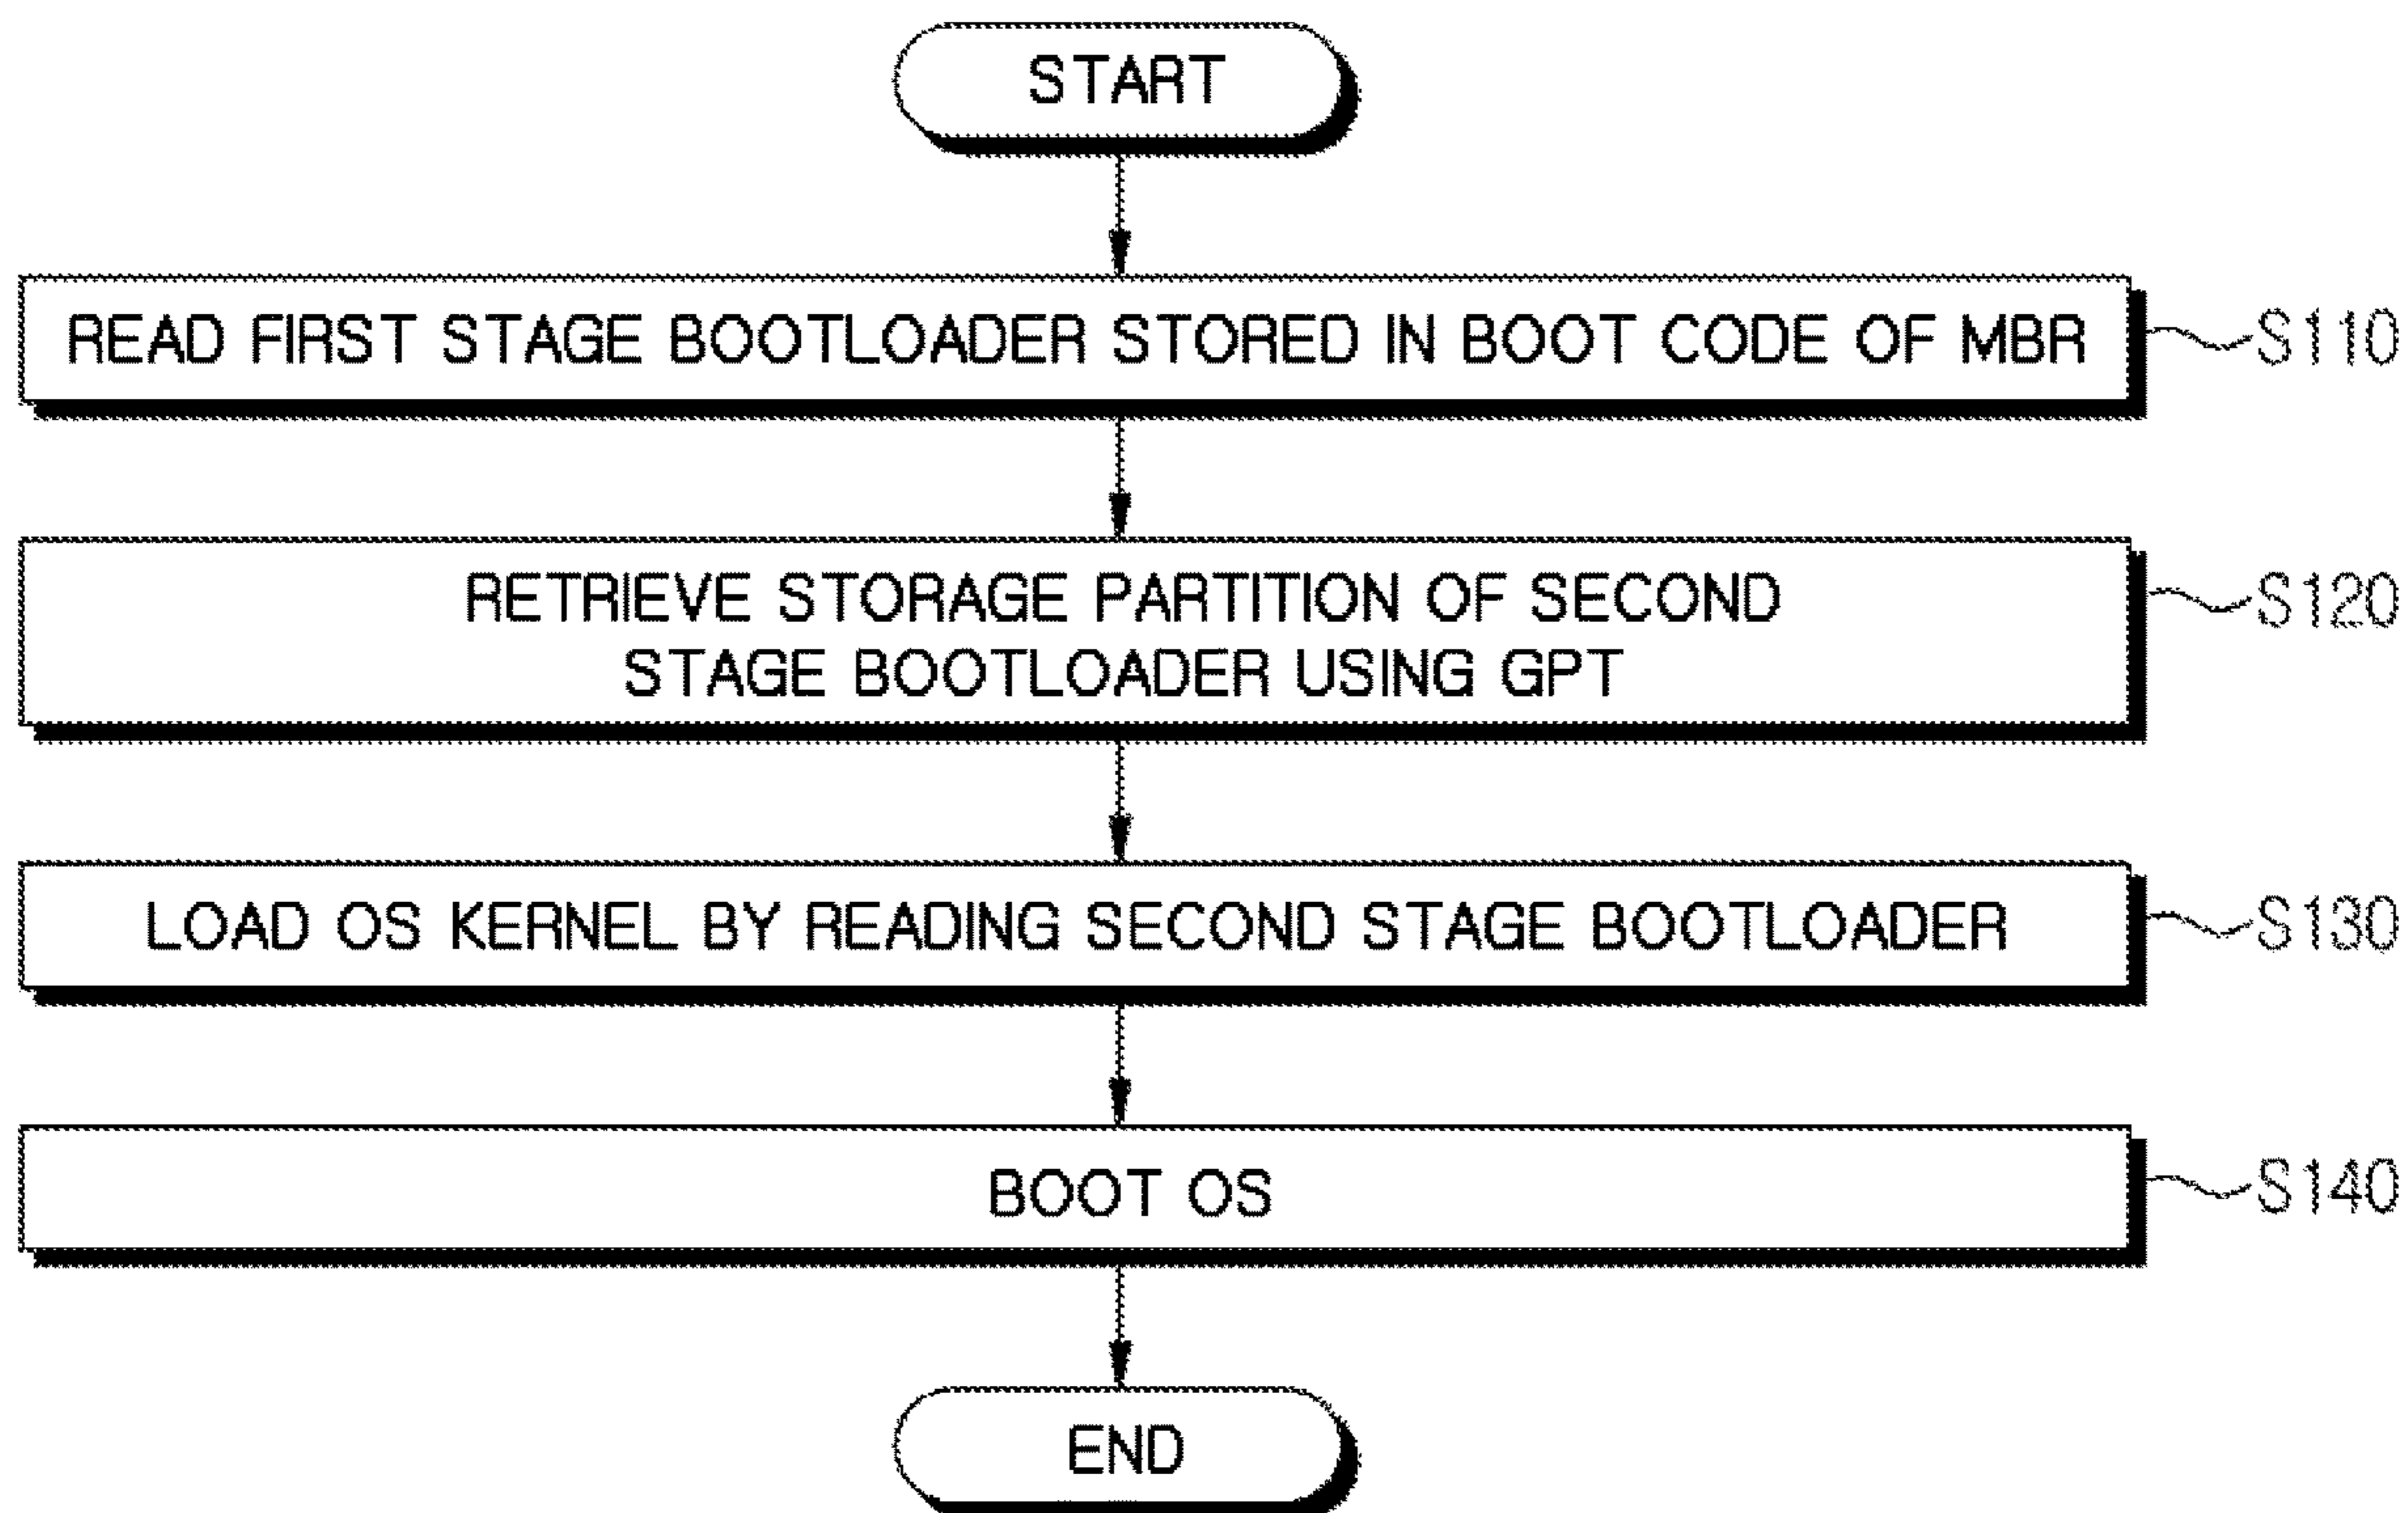 START
READ FIRST STAGE BOOTLOADER STORED IN BOOT CODE OF MBR
S110
RETRIEVE STORAGE PARTITION OF SECOND
STAGE BOOTLOADER USING GPT
S120
LOAD OS KERNEL BY READING SECOND STAGE BOOTLOADER
S130
BOOT OS
S140
END